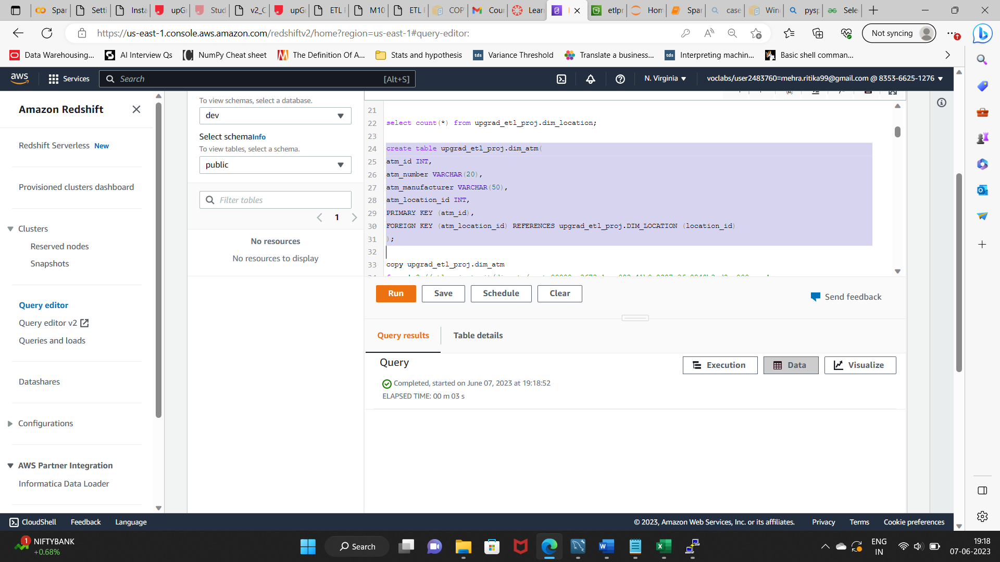 Spar
Setti
Insta
upGr
Stud
v2_C
upGr
ETL
M10
ETL
COP
Cour
Lear
etlpr
Hom
Spar
case
Win
pysp
Sele
https://us-east-1.console.aws.amazon.com/redshiftv2/home?region=us-east-1#query-editor:
Not syncing
Data Warehousing...
AI Interview Qs
NumPy Cheat sheet
The Definition Of A...
Stats and hypothesis
Variance Threshold
Translate a business...
Interpreting machin...
Basic shell comman...
aws
Services
Search
[Alt+S]
N. Virginia
voclabs/user2483760=mehra.ritika99@gmail.com @ 8353-6625-1276
Amazon Redshift
Redshift Serverless New
Provisioned clusters dashboard
Clusters
Reserved nodes
Snapshots
Query editor
Query editor v2
Queries and loads
Datashares
Configurations
AWS Partner Integration
Informatica Data Loader
To view schemas, select a database.
dev
Select schemaInfo
To view tables, select a schema.
public
Filter tables
1
No resources
No resources to display
21
22 select count(*) from upgrad_etl_proj.dim_location;
23
24 create table upgrad_etl_proj.dim_atm(
25 atm_id INT,
26 atm_number VARCHAR(20),
27 atm_manufacturer VARCHAR(50),
28 atm_location_id INT,
29 PRIMARY KEY (atm_id),
30 FOREIGN KEY (atm_location_id) REFERENCES upgrad_etl_proj.DIM_LOCATION (location_id)
31 );
32
33 copy upgrad_etl_proj.dim_atm
Run
Save
Schedule
Clear
Send feedback
Query results
Table details
Query
Execution
Data
Visualize
Completed, started on June 07, 2023 at 19:18:52
ELAPSED TIME: 00 m 03 s
CloudShell
Feedback
Language
© 2023, Amazon Web Services, Inc. or its affiliates.
Privacy
Terms
Cookie preferences
1
NIFTYBANK
+0.68%
Search
ENG
IN
19:18
07-06-2023